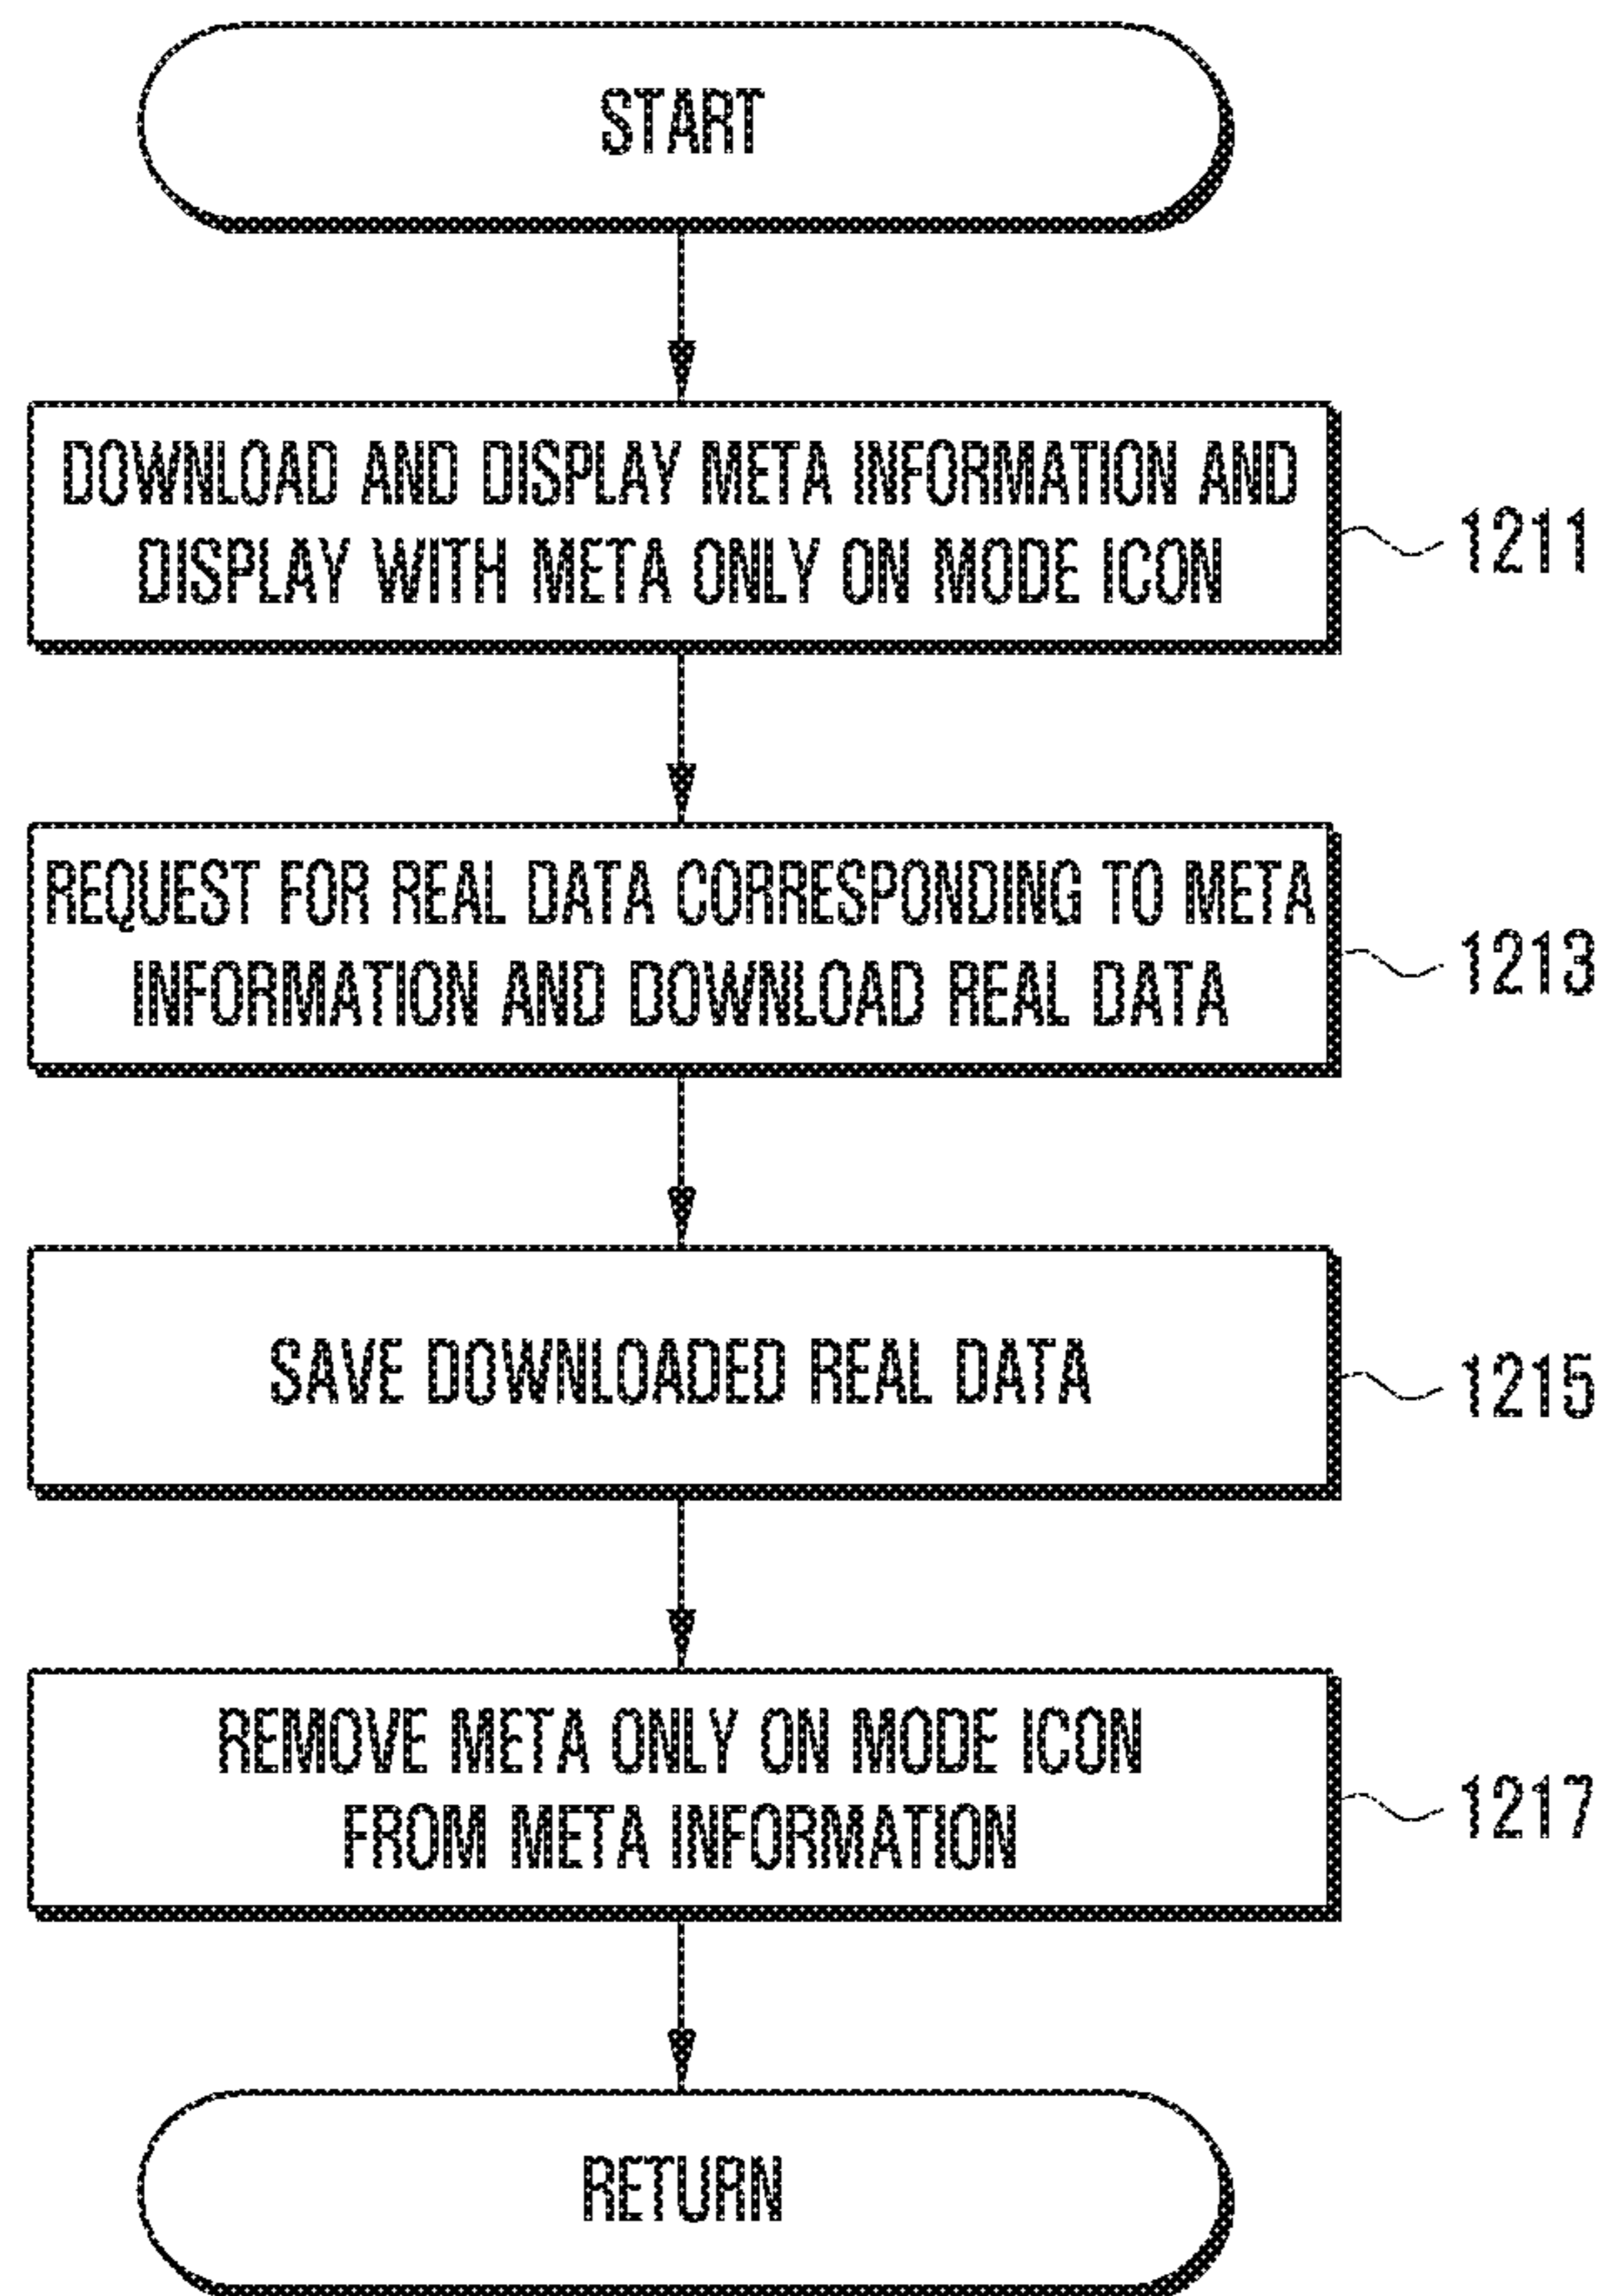 START
DOWNLOAD AND DISPLAY META INFORMATION AND
DISPLAY WITH META ONLY ON MODE ICON
1211
REQUEST FOR REAL DATA CORRESPONDING TO META
INFORMATION AND DOWNLOAD REAL DATA
1213
SAVE DOWNLOADED REAL DATA
1215
REMOVE META ONLY ON MODE ICON
FROM META INFORMATION
1217
RETURN